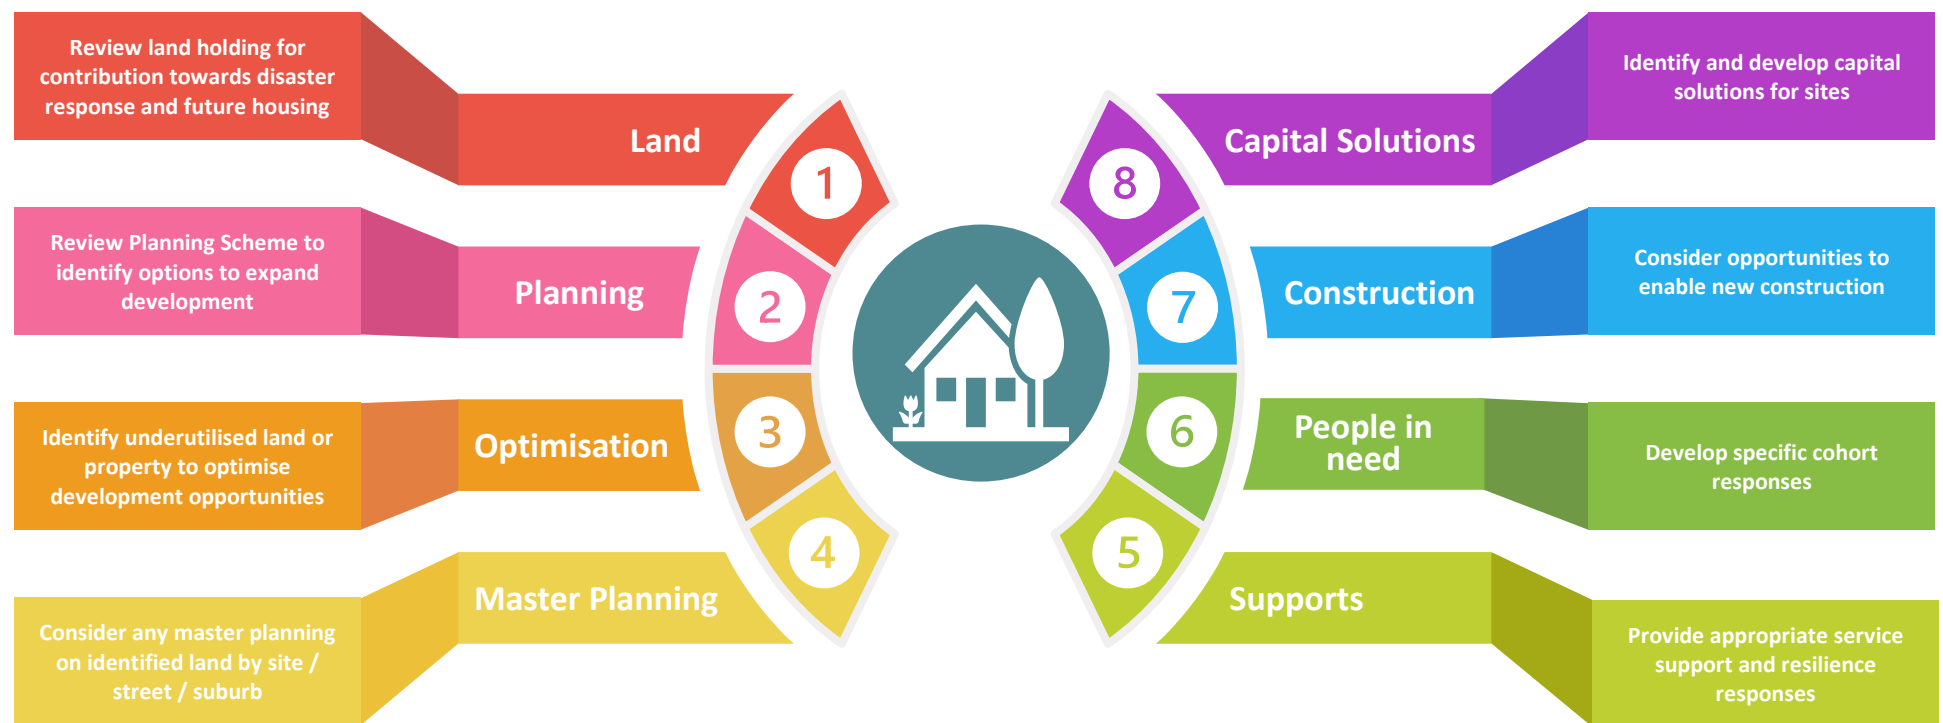 Review land holding for
contribution towards disaster
response and future housing
Land
1
Review Planning Scheme to
identify options to expand
development
Planning
2
Identify underutilised land or
property to optimise
development opportunities
Optimisation
3
Consider any master planning
on identified land by site /
street / suburb
Master Planning
4
8
Capital Solutions
Identify and develop capital
solutions for sites
7
Construction
Consider opportunities to
enable new construction
6
People in
need
Develop specific cohort
responses
5
Supports
Provide appropriate service
support and resilience
responses